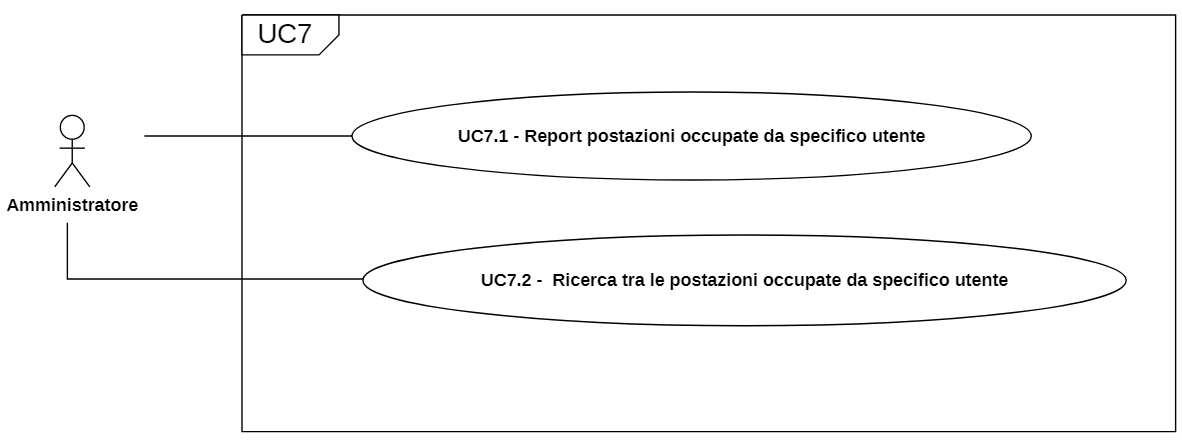 UC7
UC7.1 - Report postazioni occupate da specifico utente
Amministratore
UC7.2 -  Ricerca tra le postazioni occupate da specifico utente